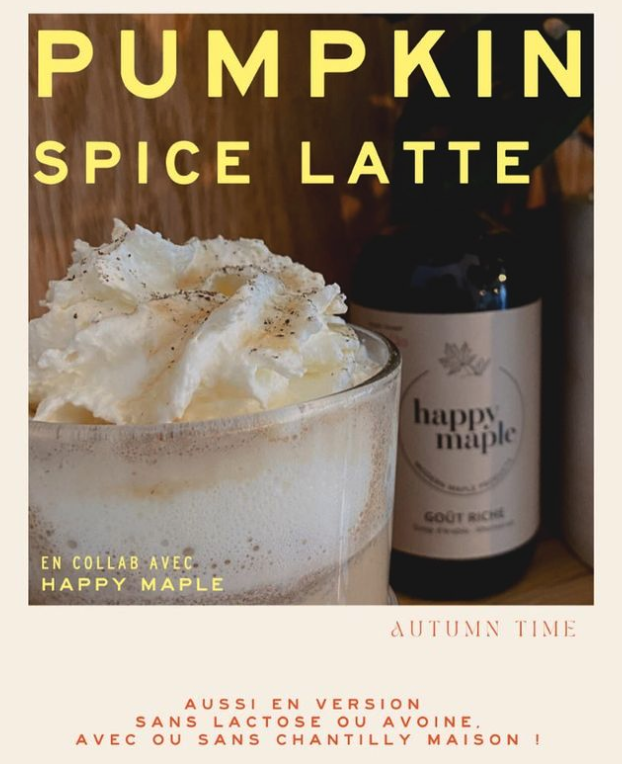 PUMPKIN
SPICE LATTE
happy
maple
GOÛT RICHE
EN COLLAB AVEC
HAPPY MAPLE
AUTUMN TIME
AUSSI EN VERSION
SANS LACTOSE OU AVOINE,
AVEC OU SANS CHANTILLY MAISON !